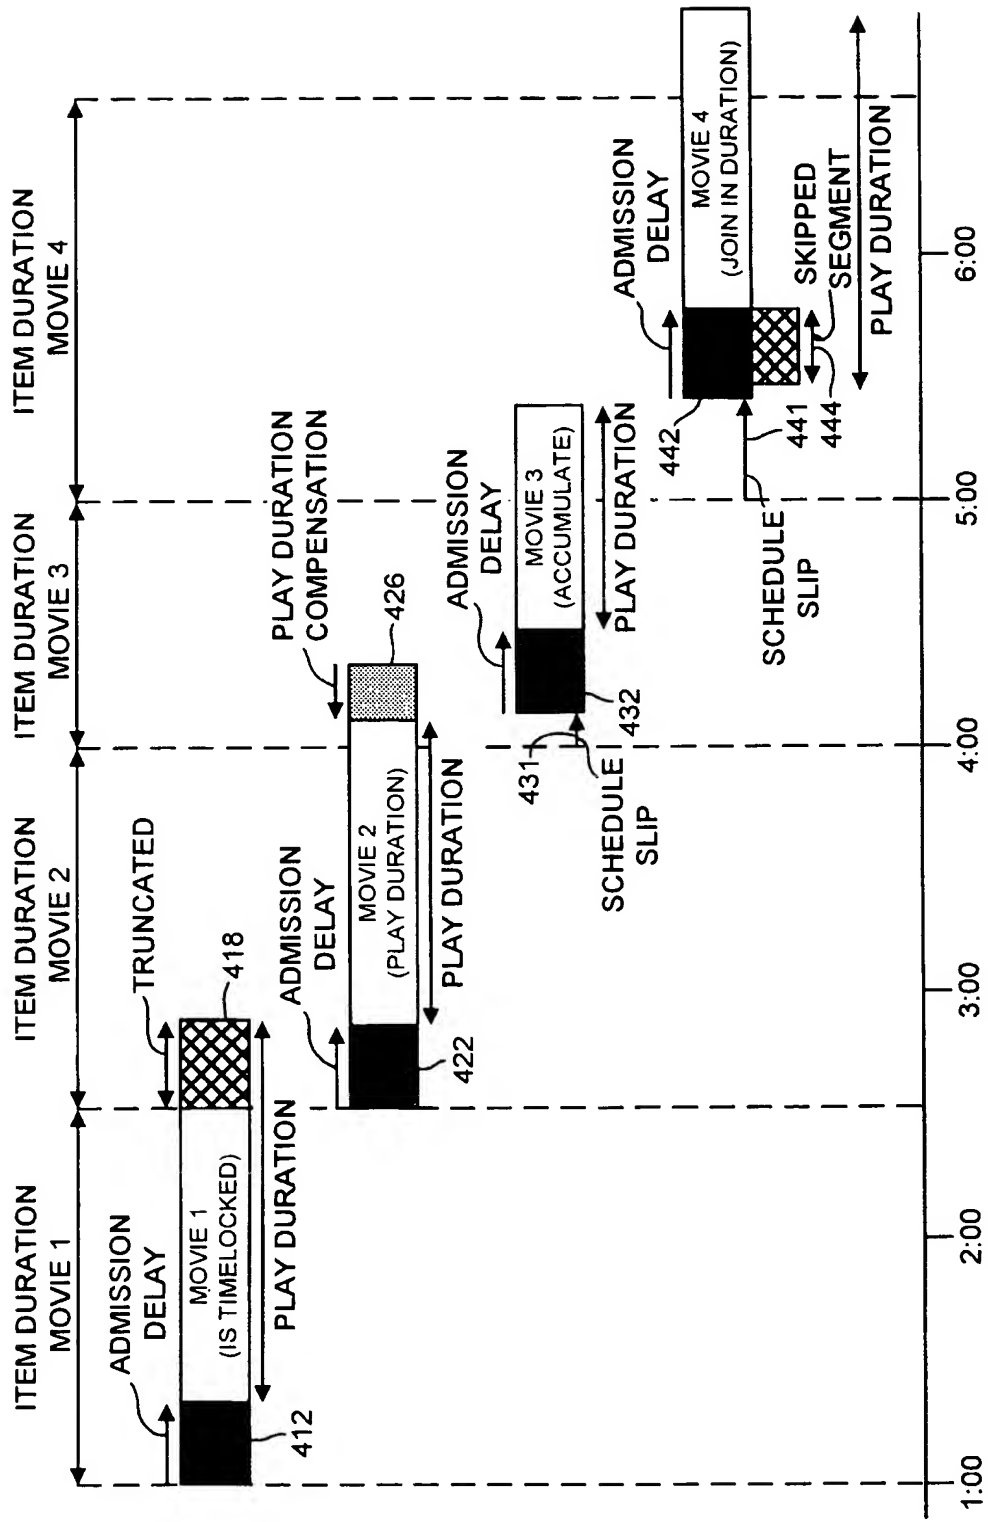 ITEM DURATION
MOVIE 1
ITEM DURATION
MOVIE 2
ITEM DURATION
MOVIE 3
ITEM DURATION
MOVIE 4
ADMISSION
DELAY
TRUNCATED
MOVIE 1
(IS TIMELOCKED)
418
412
PLAY DURATION
ADMISSION
DELAY
PLAY DURATION
COMPENSATION
MOVIE 2
(PLAY DURATION)
426
422
PLAY DURATION
ADMISSION
DELAY
MOVIE 3
(ACCUMULATE)
431
432
PLAY DURATION
SCHEDULE
SLIP
ADMISSION
DELAY
MOVIE 4
(JOIN IN DURATION)
442
441
444
SKIPPED
SEGMENT
SCHEDULE
SLIP
PLAY DURATION
1:00
2:00
3:00
4:00
5:00
6:00